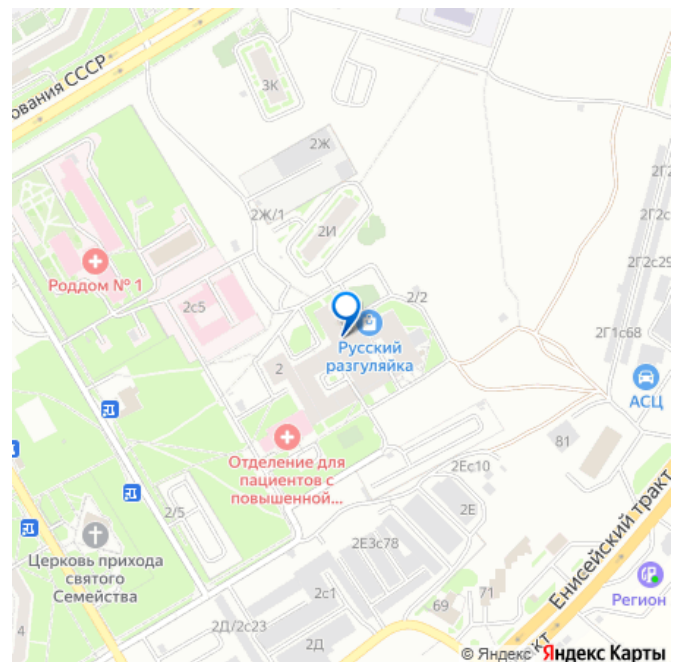 ования СССР
3К
2Ж
2Ж/1
2И
2Г2
2Г2с
2Г2с29
Роддом № 1
2с5
2/2
2Г1с68
Русский
разгуляйка
2
АСЦ
81
Отделение для
пациентов с
повышенной...
2Ес10
2/5
2Е
Енисейский тракт
2Е3с78
Церковь прихода
святого
Семейства
4
2с1
71
69
Регион
2Д/2с23
2Д
кт
© Яндекс Яндекс Карты